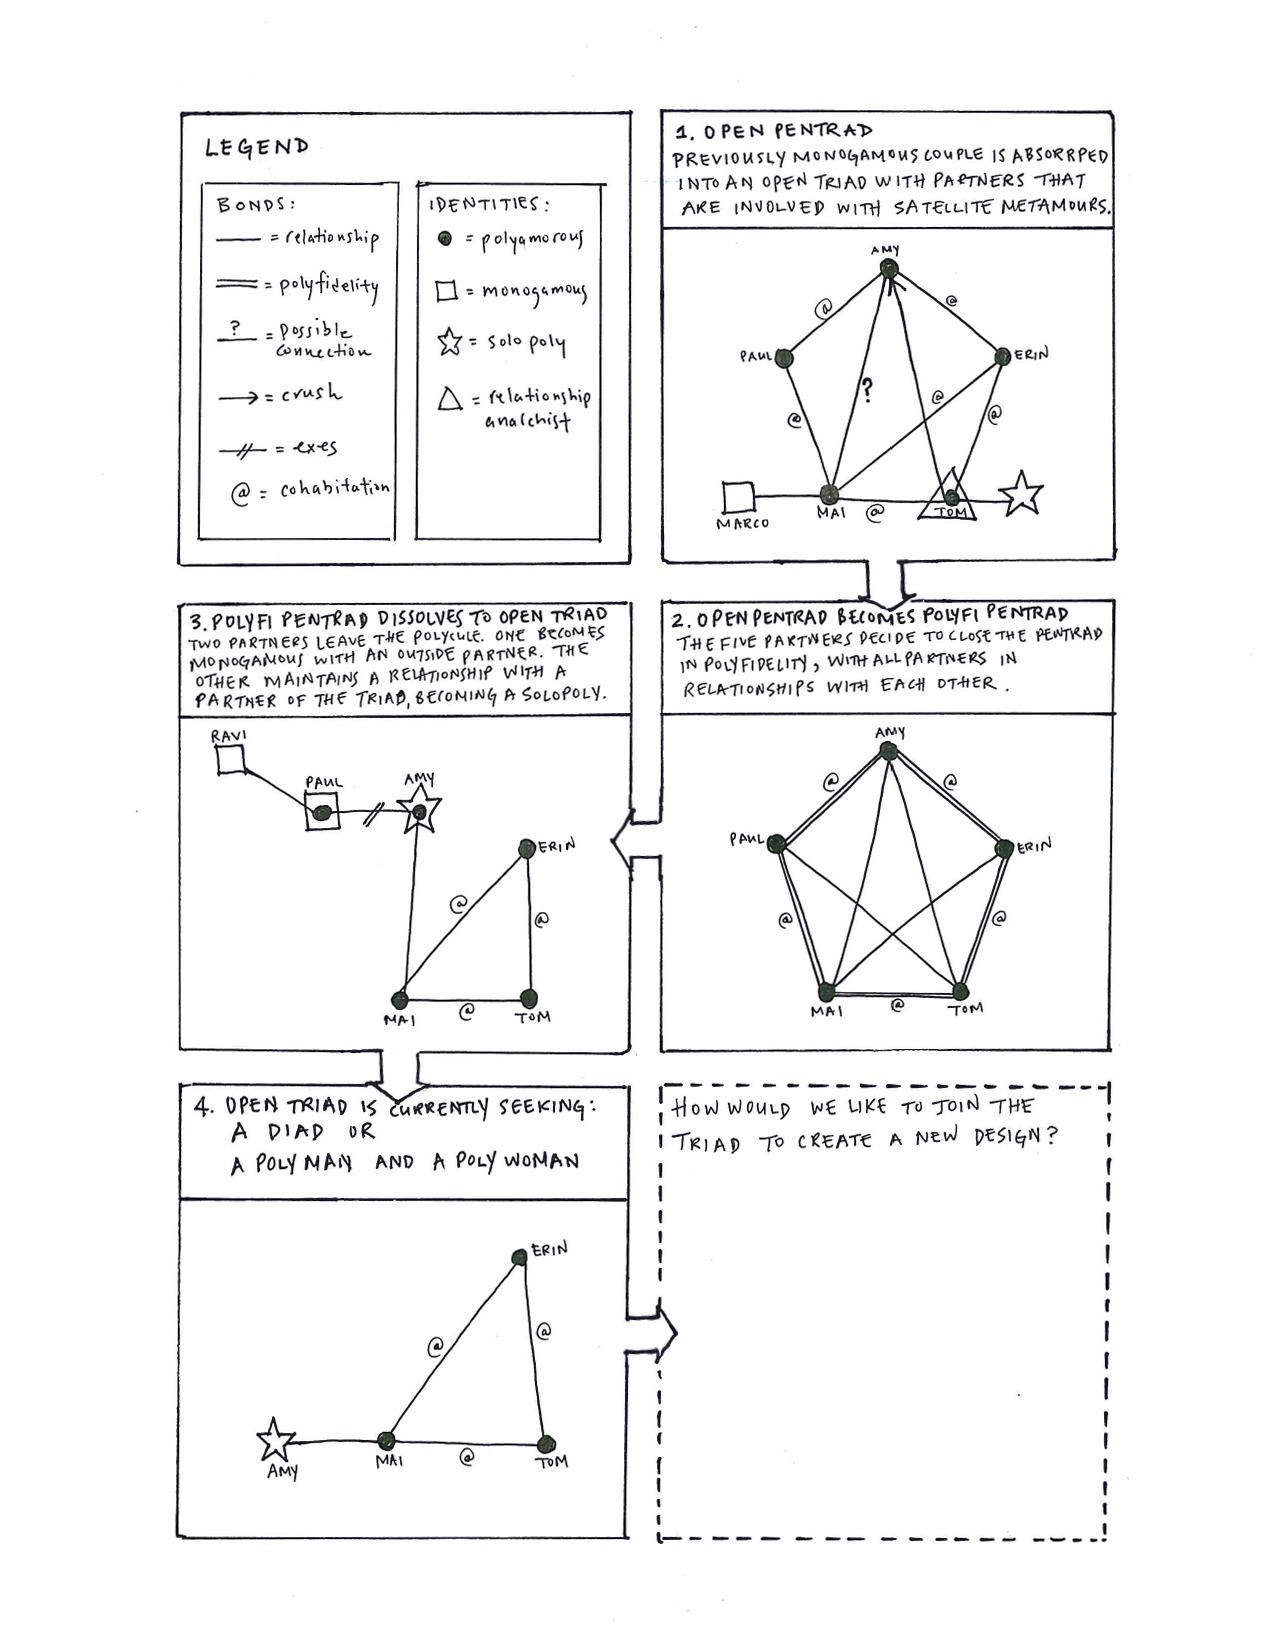 LEGEND
BONDS:
= relationship
= polyfidelity
? = possible
connection
= crush
= exes
@ = cohabitation
IDENTITIES:
= polyamorous
= monogamous
= solo poly
= relationship
anarchist
1. OPEN PENTRAD
PREVIOUSLY MONOGAMOUS COUPLE IS ABSORRPED
INTO AN OPEN TRIAD WITH PARTNERS THAT
ARE INVOLVED WITH SATELLITE METAMOURS.
AMY
@ @
PAUL ERIN
?
@ @ @
MARCO MAI @ TOM
2. OPEN PENTRAD BECOMES POLYFI PENTRAD
THE FIVE PARTNERS DECIDE TO CLOSE THE PENTRAD
IN POLYFIDELITY, WITH ALL PARTNERS IN
RELATIONSHIPS WITH EACH OTHER.
AMY
@ @
PAUL ERIN
@ @
MAI @ TOM
3. POLYFI PENTRAD DISSOLVES TO OPEN TRIAD
TWO PARTNERS LEAVE THE POLYCULE. ONE BECOMES
MONOGAMOUS WITH AN OUTSIDE PARTNER. THE
OTHER MAINTAINS A RELATIONSHIP WITH A
PARTNER OF THE TRIAD, BECOMING A SOLOPOLY.
RAVI
PAUL AMY
ERIN
@ @
MAI @ TOM
4. OPEN TRIAD IS CURRENTLY SEEKING:
A DIAD OR
A POLY MAN AND A POLY WOMAN
ERIN
@ @
AMY MAI @ TOM
HOW WOULD WE LIKE TO JOIN THE
TRIAD TO CREATE A NEW DESIGN?